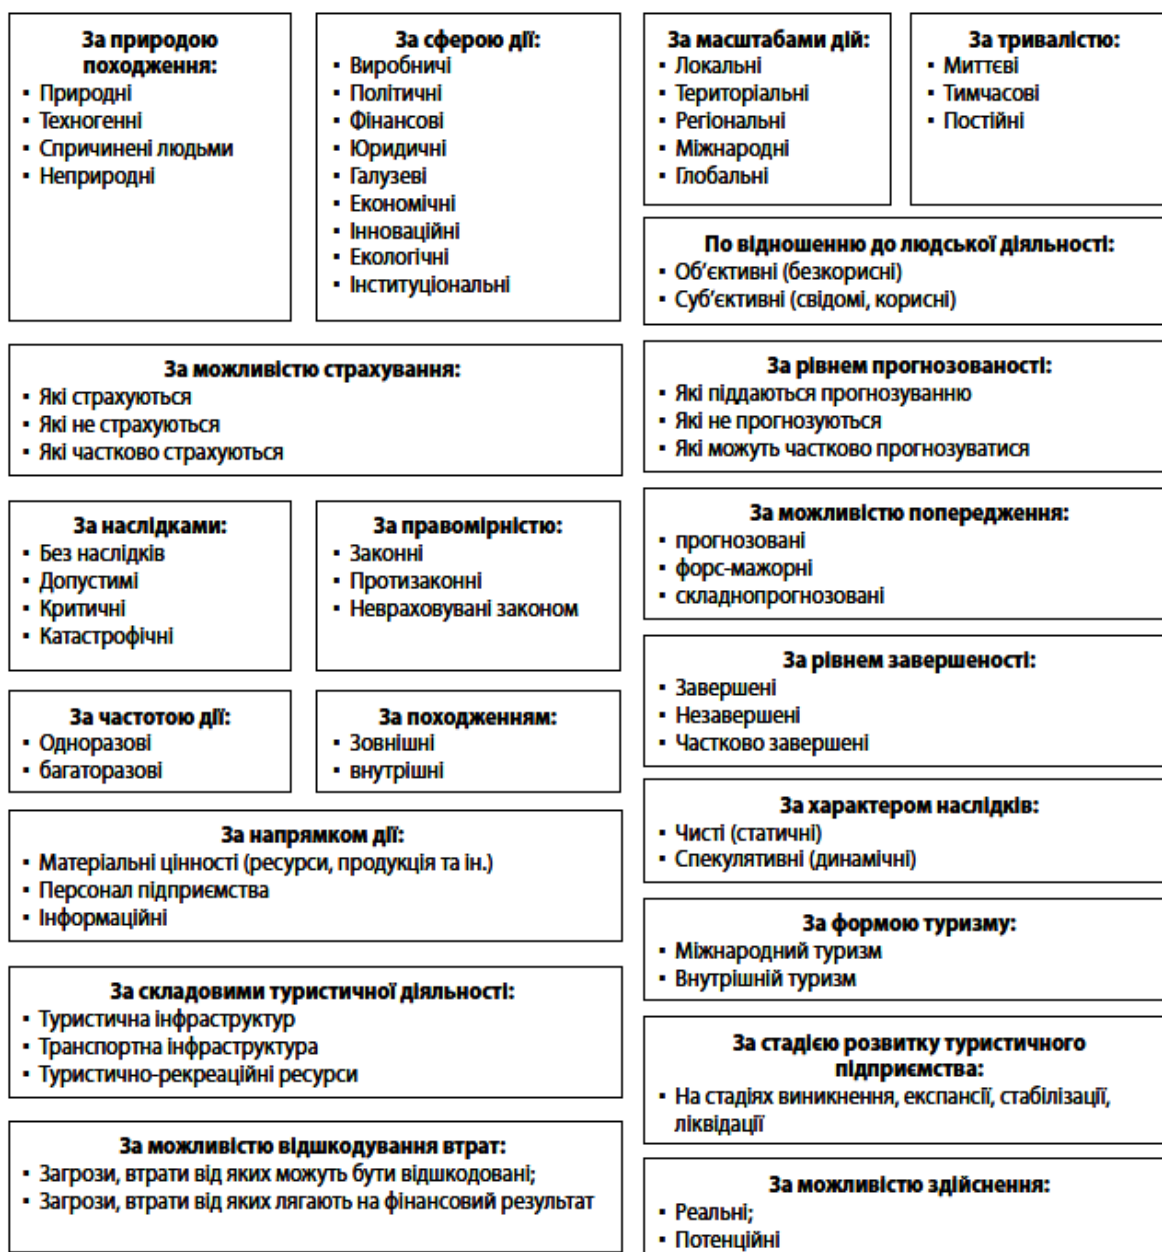 За природою
походження:
▪ Природні
▪ Техногенні
▪ Спричинені людьми
▪ Неприродні
За сферою дії:
▪ Виробничі
▪ Політичні
▪ Фінансові
▪ Юридичні
▪ Галузеві
▪ Економічні
▪ Інноваційні
▪ Екологічні
▪ Інституціональні
За масштабами дій:
▪ Локальні
▪ Територіальні
▪ Регіональні
▪ Міжнародні
▪ Глобальні
За тривалістю:
▪ Миттєві
▪ Тимчасові
▪ Постійні
По відношенню до людської діяльності:
▪ Об’єктивні (безкорисні)
▪ Суб’єктивні (свідомі, корисні)
За можливістю страхування:
▪ Які страхуються
▪ Які не страхуються
▪ Які частково страхуються
За рівнем прогнозованості:
▪ Які піддаються прогнозуванню
▪ Які не прогнозуються
▪ Які можуть частково прогнозуватися
За наслідками:
▪ Без наслідків
▪ Допустимі
▪ Критичні
▪ Катастрофічні
За правомірністю:
▪ Законні
▪ Протизаконні
▪ Невраховувані законом
За можливістю попередження:
▪ прогнозовані
▪ форс-мажорні
▪ складнопрогнозовані
За рівнем завершеності:
▪ Завершені
▪ Незавершені
▪ Частково завершені
За частотою дії:
▪ Одноразові
▪ багаторазові
За походженням:
▪ Зовнішні
▪ внутрішні
За характером наслідків:
▪ Чисті (статичні)
▪ Спекулятивні (динамічні)
За напрямком дії:
▪ Матеріальні цінності (ресурси, продукція та ін.)
▪ Персонал підприємства
▪ Інформаційні
За формою туризму:
▪ Міжнародний туризм
▪ Внутрішній туризм
За складовими туристичної діяльності:
▪ Туристична інфраструктур
▪ Транспортна інфраструктура
▪ Туристично-рекреаційні ресурси
За стадією розвитку туристичного
підприємства:
▪ На стадіях виникнення, експансії, стабілізації,
ліквідації
За можливістю відшкодування втрат:
▪ Загрози, втрати від яких можуть бути відшкодовані;
▪ Загрози, втрати від яких лягають на фінансовий результат
За можливістю здійснення:
▪ Реальні;
▪ Потенційні